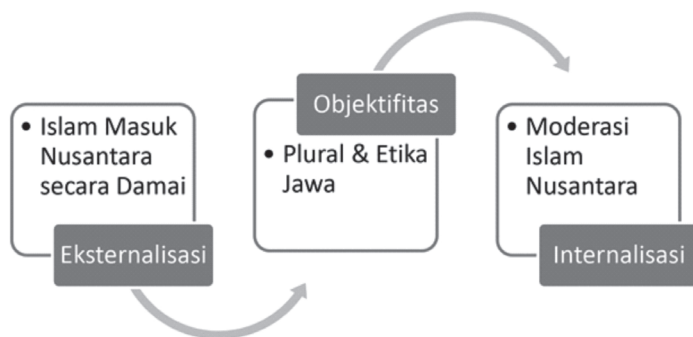 • Islam Masuk
Nusantara
secara Damai
Eksternalisasi
Objektifitas
• Plural & Etika
Jawa
• Moderasi
Islam
Nusantara
Internalisasi